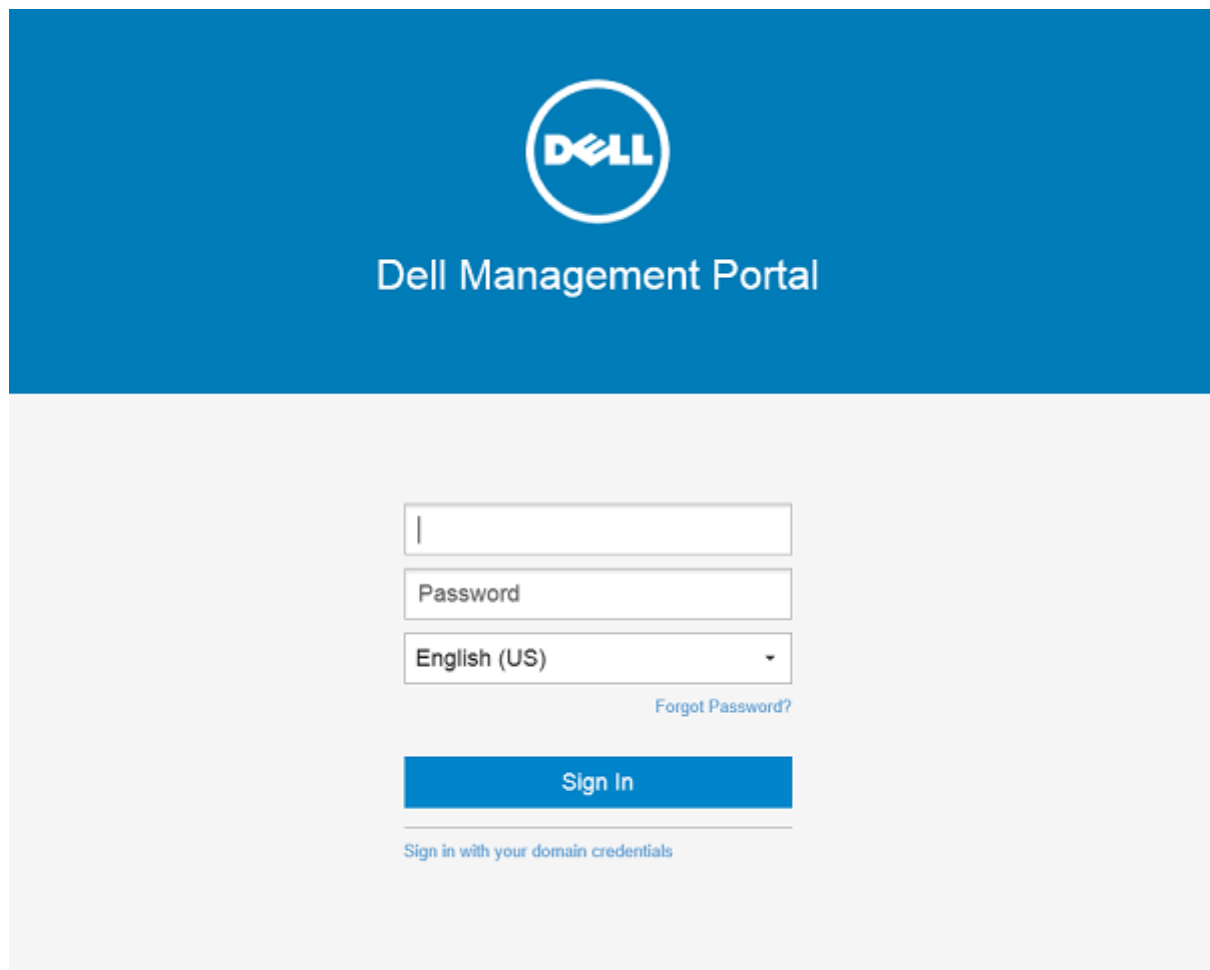 DELL
Dell Management Portal
Password
English (US)
Forgot Password?
Sign In
Sign in with your domain credentials